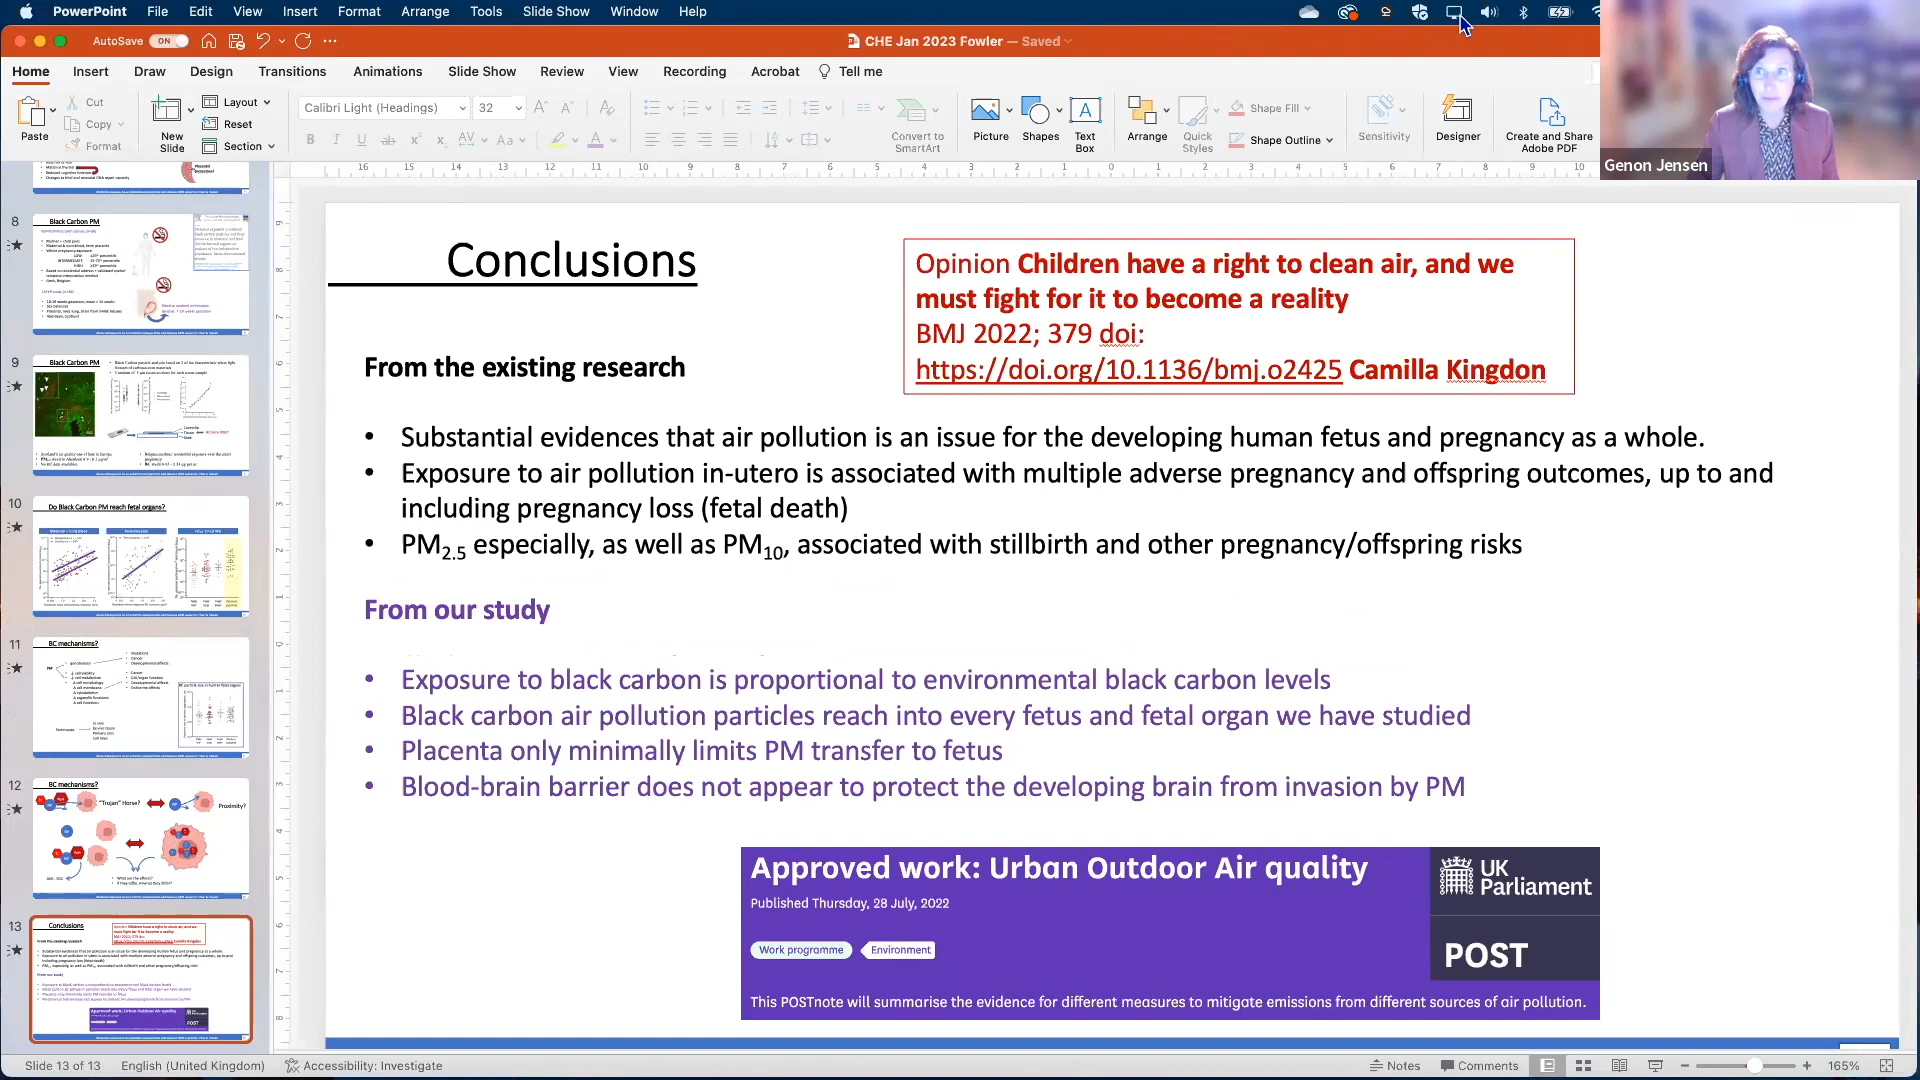 PowerPoint File Edit View Insert Format Arrange Tools Slide Show Window Help
AutoSave ON
CHE Jan 2023 Fowler — Saved
Home Insert Draw Design Transitions Animations Slide Show Review View Recording Acrobat Tell me
Paste
Cut
Copy
Format
New Slide
Layout
Reset
Section
Calibri Light (Headings) 32
Convert to SmartArt
Picture
Shapes
Text Box
Arrange
Quick Styles
Shape Fill
Shape Outline
Sensitivity
Designer
Create and Share Adobe PDF
Genon Jensen
8
Black Carbon PM
9
Black Carbon PM
10
Do Black Carbon PM reach fetal organs?
11
BC mechanisms?
12
BC mechanisms?
"Trojan" Horse?
Proximity?
13
Conclusions
Conclusions
Opinion Children have a right to clean air, and we
must fight for it to become a reality
BMJ 2022; 379 doi:
https://doi.org/10.1136/bmj.o2425 Camilla Kingdon
From the existing research
• Substantial evidences that air pollution is an issue for the developing human fetus and pregnancy as a whole.
• Exposure to air pollution in-utero is associated with multiple adverse pregnancy and offspring outcomes, up to and
including pregnancy loss (fetal death)
• PM2.5 especially, as well as PM10, associated with stillbirth and other pregnancy/offspring risks
From our study
• Exposure to black carbon is proportional to environmental black carbon levels
• Black carbon air pollution particles reach into every fetus and fetal organ we have studied
• Placenta only minimally limits PM transfer to fetus
• Blood-brain barrier does not appear to protect the developing brain from invasion by PM
Approved work: Urban Outdoor Air quality
Published Thursday, 28 July, 2022
Work programme Environment
This POSTnote will summarise the evidence for different measures to mitigate emissions from different sources of air pollution.
UK Parliament
POST
Slide 13 of 13 English (United Kingdom) Accessibility: Investigate
Notes Comments 165%